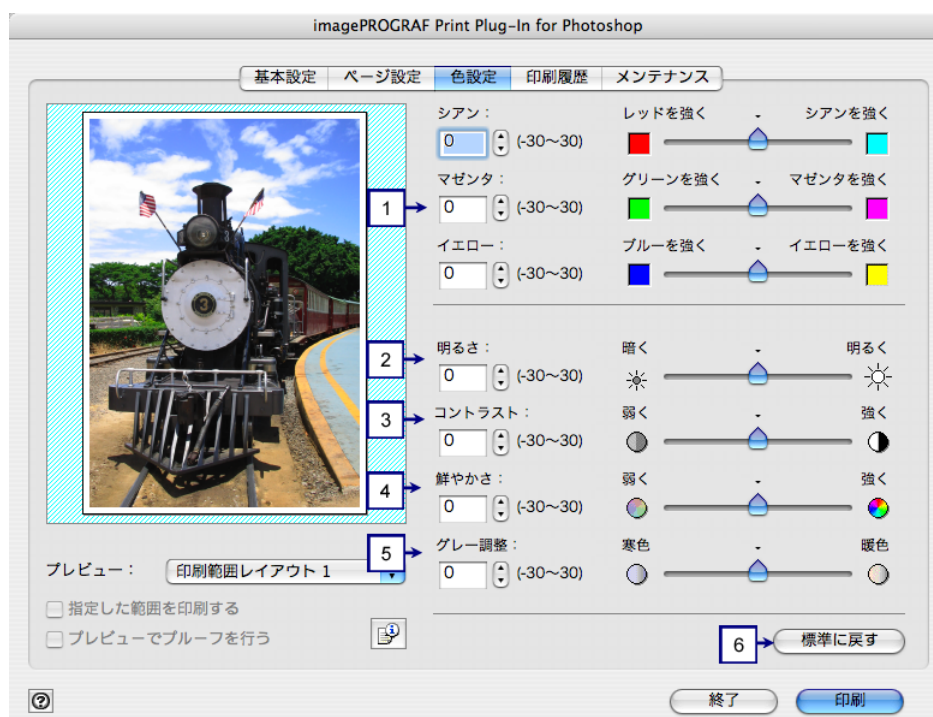 imagePROGRAF Print Plug-In for Photoshop
基本設定 ページ設定 色設定 印刷履歴 メンテナンス
シアン： レッドを強く シアンを強く
0 (-30～30)
マゼンタ： グリーンを強く マゼンタを強く
1 0 (-30～30)
イエロー： ブルーを強く イエローを強く
0 (-30～30)
明るさ： 暗く 明るく
2 0 (-30～30)
コントラスト： 弱く 強く
3 0 (-30～30)
鮮やかさ： 弱く 強く
4 0 (-30～30)
グレー調整： 寒色 暖色
5 0 (-30～30)
プレビュー： 印刷範囲レイアウト 1
指定した範囲を印刷する
プレビューでプルーフを行う
6 標準に戻す
終了 印刷
3